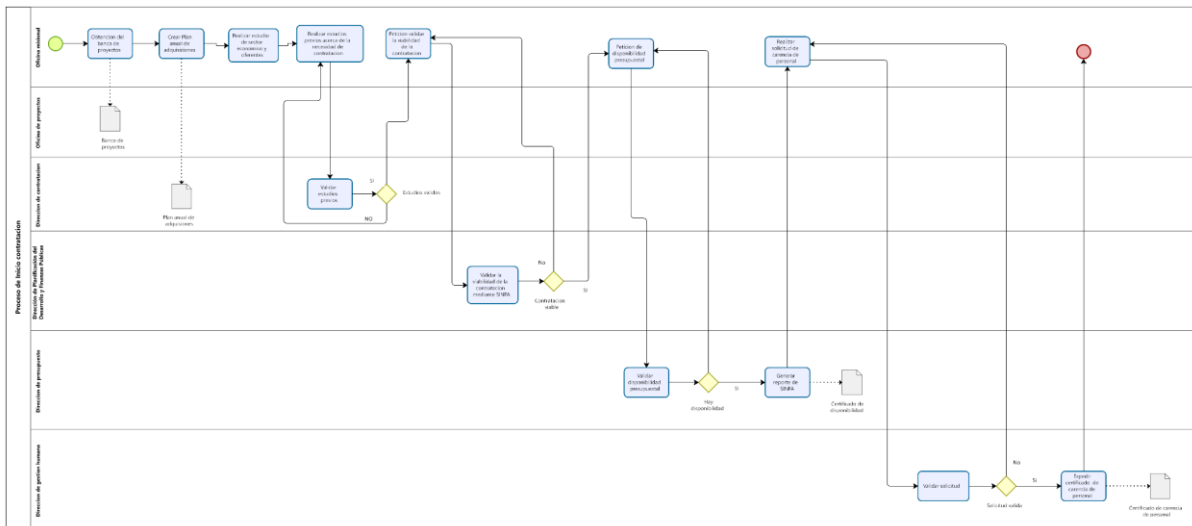 Proceso de Inicio contratacion
Oficina misional
Obtencion del
banco de
proyectos
Crear Plan
anual de
adquisiciones
Realizar estudio
de sector
economico y
oferentes
Realizar estudios
previos acerca de la
necesidad de
contratacion
Peticion validar
la viabilidad
de la
contratacion
Peticion de
disponibilidad
presupuestal
Realizar
solicitud de
carencia de
personal
Oficina de proyectos
Banco de
proyectos
Direccion de contratacion
Plan anual de
adquisiciones
Validar
estudios
previos
Si
NO
Estudios validos
Dirección de Planificación del
Desarrollo y Finanzas Públicas
Validar la
viabilidad de la
contratacion
mediante SINPA
No
Si
Contratacion
viable
Direccion de presupuesto
Validar
disponibilidad
presupuestal
Hay
disponibilidad
Si
Generar
reporte de
SINPA
Certificado de
disponibilidad
Direccion de gestion humana
Validar solicitud
No
Si
Solicitud valida
Expedir
certificado de
carencia de
personal
Certificado de carencia
de personal